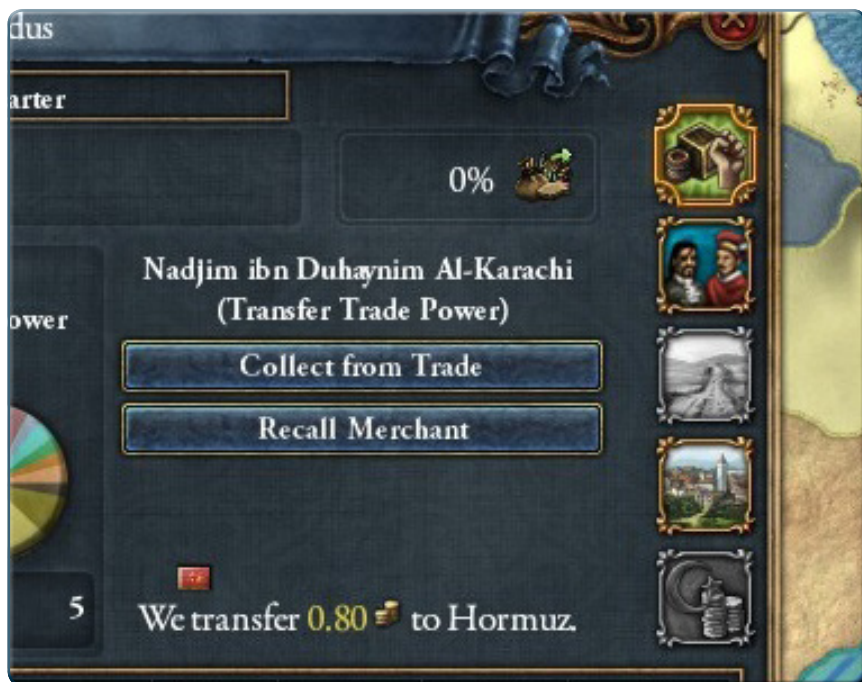 dus
arter
0%
Nadjim ibn Duhaynim Al-Karachi
(Transfer Trade Power)
ower
Collect from Trade
Recall Merchant
5
We transfer 0.80 to Hormuz.